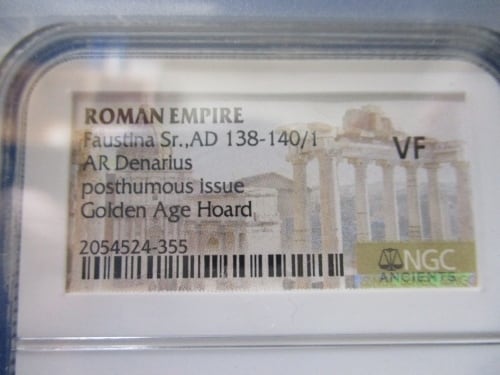 ROMAN EMPIRE
Faustina Sr., AD 138-140/1
AR Denarius
posthumous issue
Golden Age Hoard
2054524-355
VF
NGC
ANCIENTS